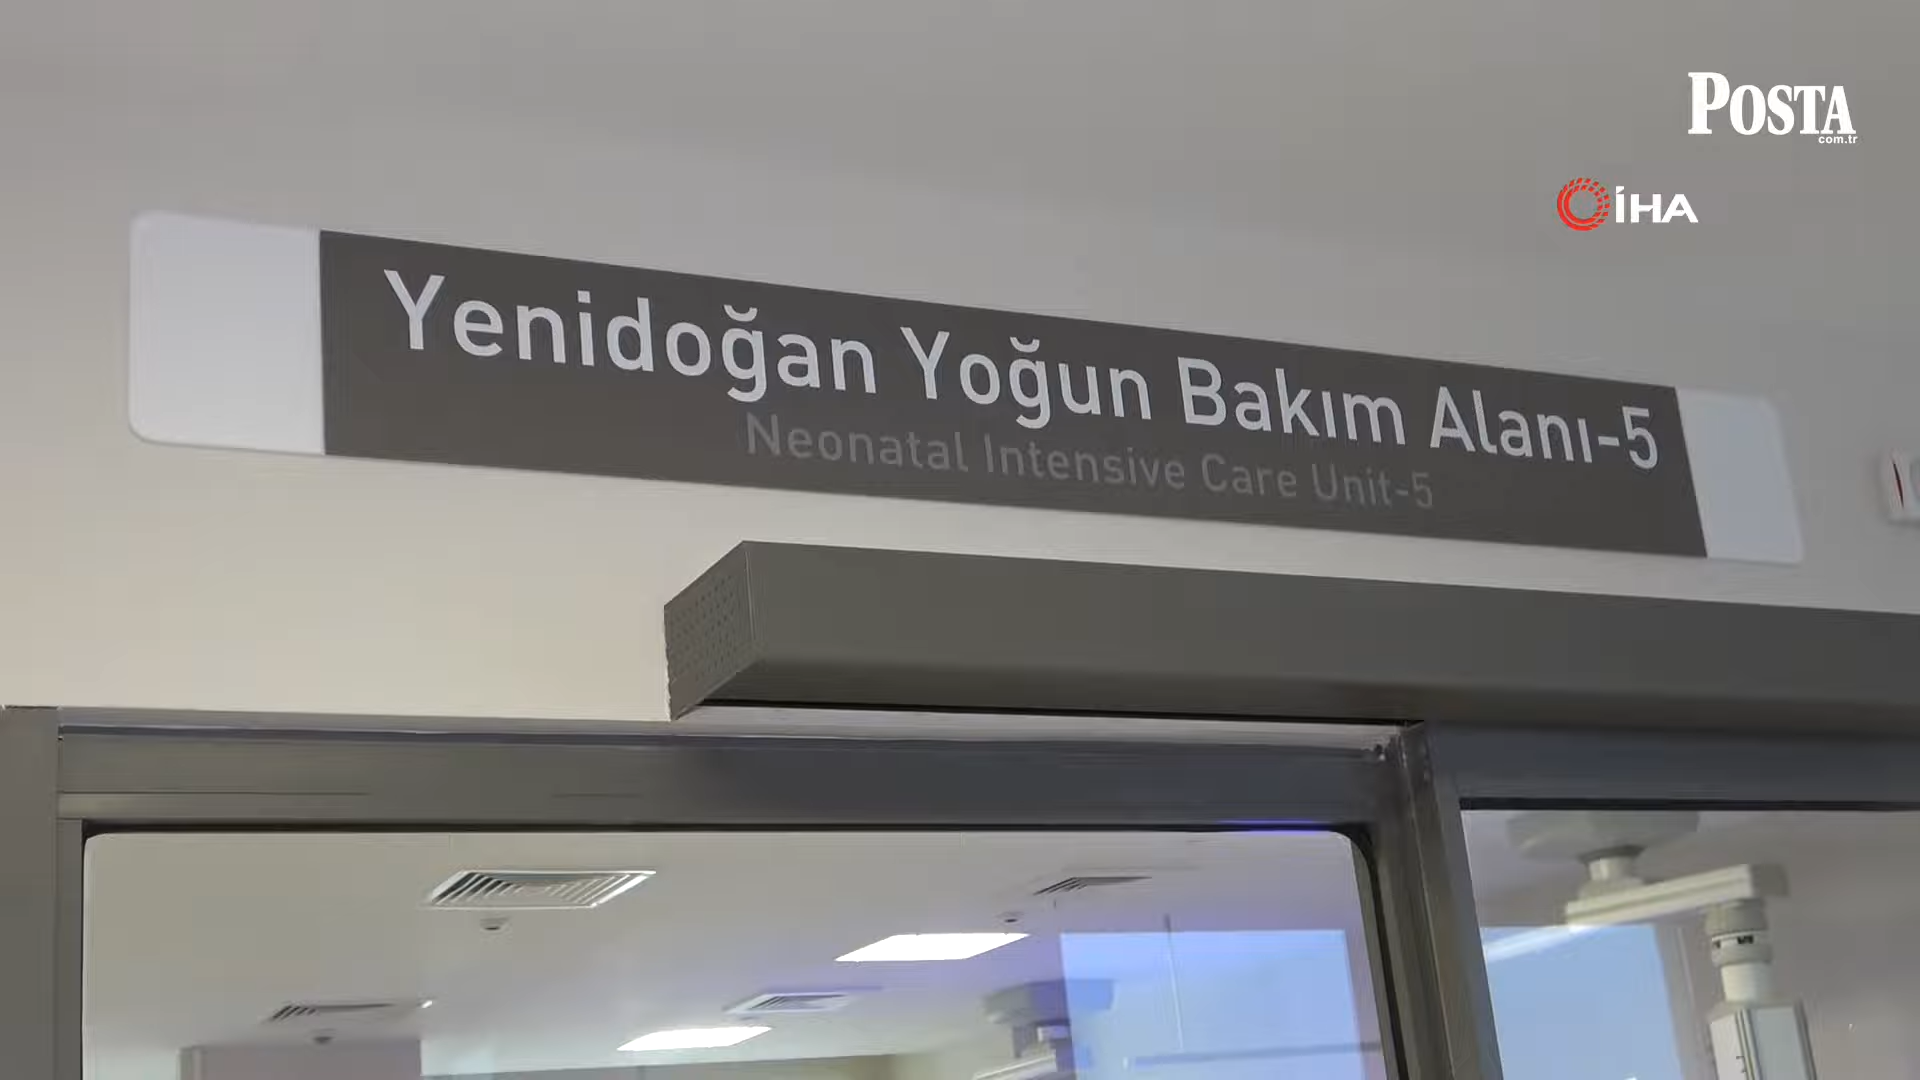 POSTA
com.tr
İHA
Yenidoğan Yoğun Bakım Alanı-5
Neonatal Intensive Care Unit-5